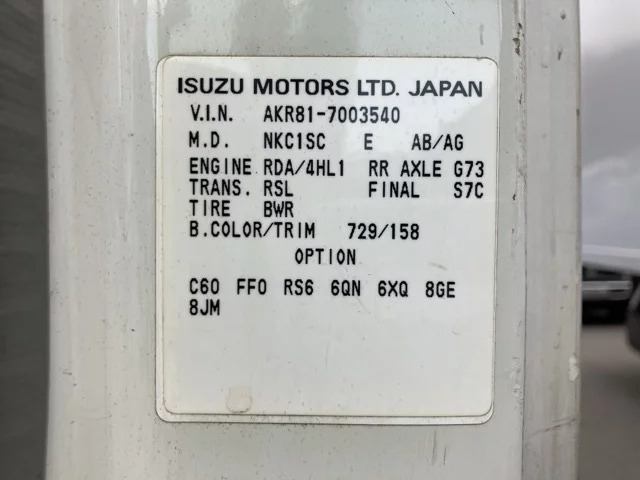 ISUZU MOTORS LTD. JAPAN
V.I.N. AKR81-7003540
M.D. NKC1SC E AB/AG
ENGINE RDA/4HL1 RR AXLE G73
TRANS. RSL FINAL S7C
TIRE BWR
B.COLOR/TRIM 729/158
OPTION
C60 FF0 RS6 6QN 6XQ 8GE
8JM